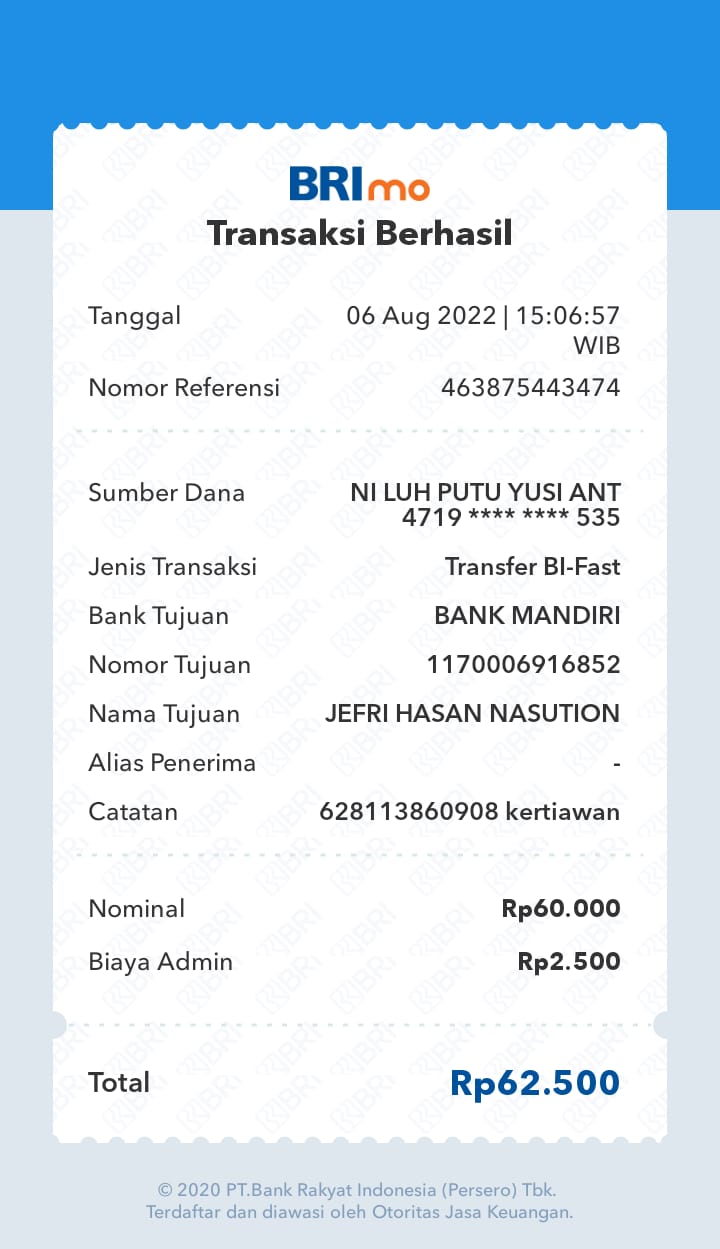 BRImo
Transaksi Berhasil
Tanggal 06 Aug 2022 | 15:06:57
WIB
Nomor Referensi 463875443474
Sumber Dana NI LUH PUTU YUSI ANT
4719 **** **** 535
Jenis Transaksi Transfer BI-Fast
Bank Tujuan BANK MANDIRI
Nomor Tujuan 1170006916852
Nama Tujuan JEFRI HASAN NASUTION
Alias Penerima -
Catatan 628113860908 kertiawan
Nominal Rp60.000
Biaya Admin Rp2.500
Total Rp62.500
© 2020 PT.Bank Rakyat Indonesia (Persero) Tbk.
Terdaftar dan diawasi oleh Otoritas Jasa Keuangan.